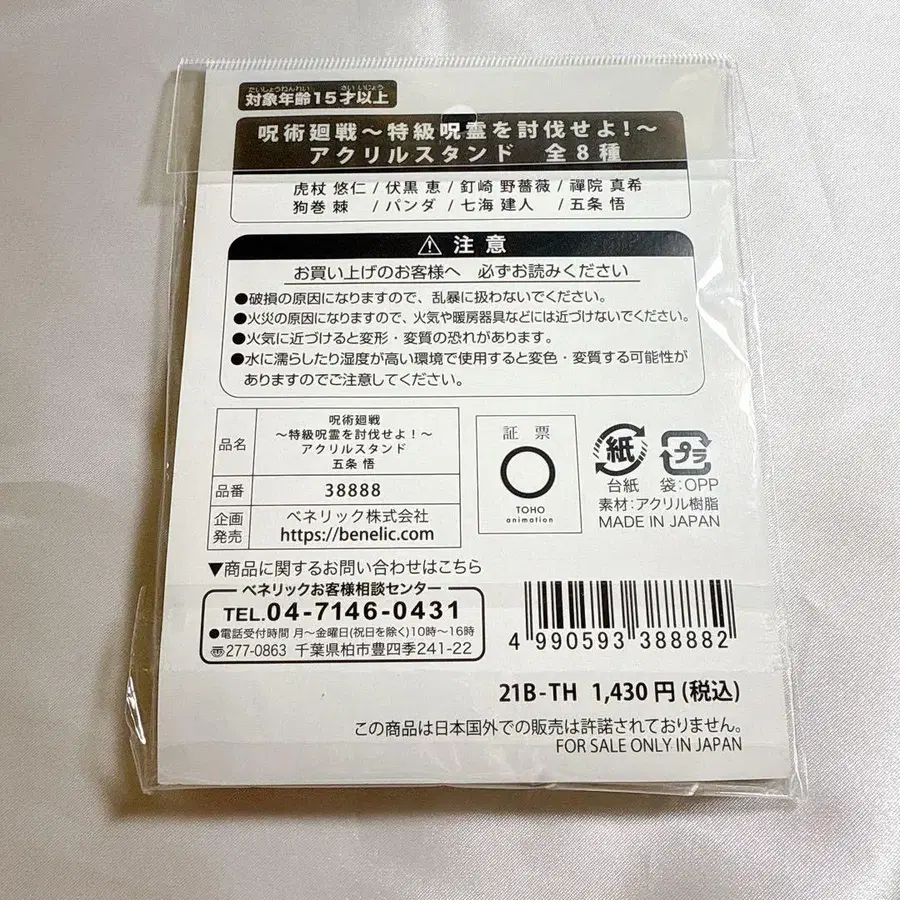 たいしょうねんれい さい いじょう
対象年齢15才以上
呪術廻戦～特級呪霊を討伐せよ！～
アクリルスタンド 全8種
虎杖 悠仁 / 伏黒 恵 / 釘崎 野薔薇 / 禪院 真希
狗巻 棘 / パンダ / 七海 建人 / 五条 悟
注意
お買い上げのお客様へ 必ずお読みください
●破損の原因になりますので、乱暴に扱わないでください。
●火災の原因になりますので、火気や暖房器具などには近づけないでください。
●火気に近づけると変形・変質の恐れがあります。
●水に濡らしたり湿度が高い環境で使用すると変色・変質する可能性が
ありますのでご注意してください。
品名
呪術廻戦
～特級呪霊を討伐せよ！～
アクリルスタンド
五条 悟
品番 38888
企画
発売
ベネリック株式会社
https://benelic.com
証票
TOHO
animation
紙
台紙
プラ
袋:OPP
素材:アクリル樹脂
MADE IN JAPAN
▼商品に関するお問い合わせはこちら
ベネリックお客様相談センター
TEL.04-7146-0431
●電話受付時間 月～金曜日(祝日を除く)10時～16時
〠277-0863 千葉県柏市豊四季241-22
4 990593 388882
21B-TH 1,430円(税込)
この商品は日本国外での販売は許諾されておりません。
FOR SALE ONLY IN JAPAN